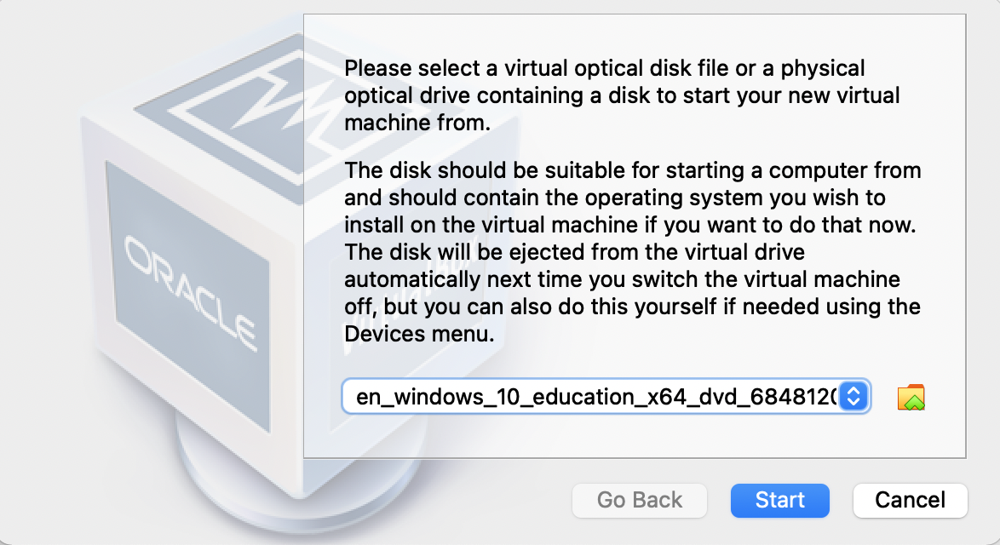 Please select a virtual optical disk file or a physical
optical drive containing a disk to start your new virtual
machine from.
The disk should be suitable for starting a computer from
and should contain the operating system you wish to
install on the virtual machine if you want to do that now.
The disk will be ejected from the virtual drive
automatically next time you switch the virtual machine
off, but you can also do this yourself if needed using the
Devices menu.
ORACLE
VirtualBox
en_windows_10_education_x64_dvd_684812
Go Back
Start
Cancel